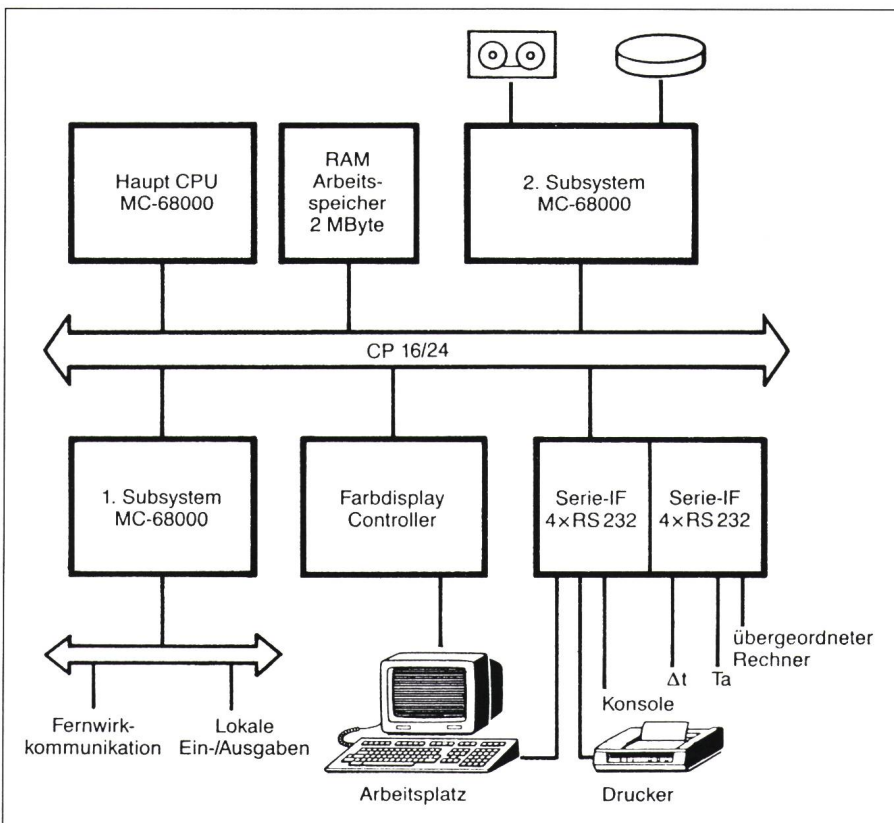 Haupt CPU
MC-68000
RAM
Arbeits-
speicher
2 MByte
2. Subsystem
MC-68000
CP 16/24
1. Subsystem
MC-68000
Farbdisplay
Controller
Serie-IF
4×RS 232
Serie-IF
4×RS 232
Fernwirk-
kommunikation
Lokale
Ein-/Ausgaben
Arbeitsplatz
Konsole
Drucker
Δt
Ta
übergeordneter
Rechner